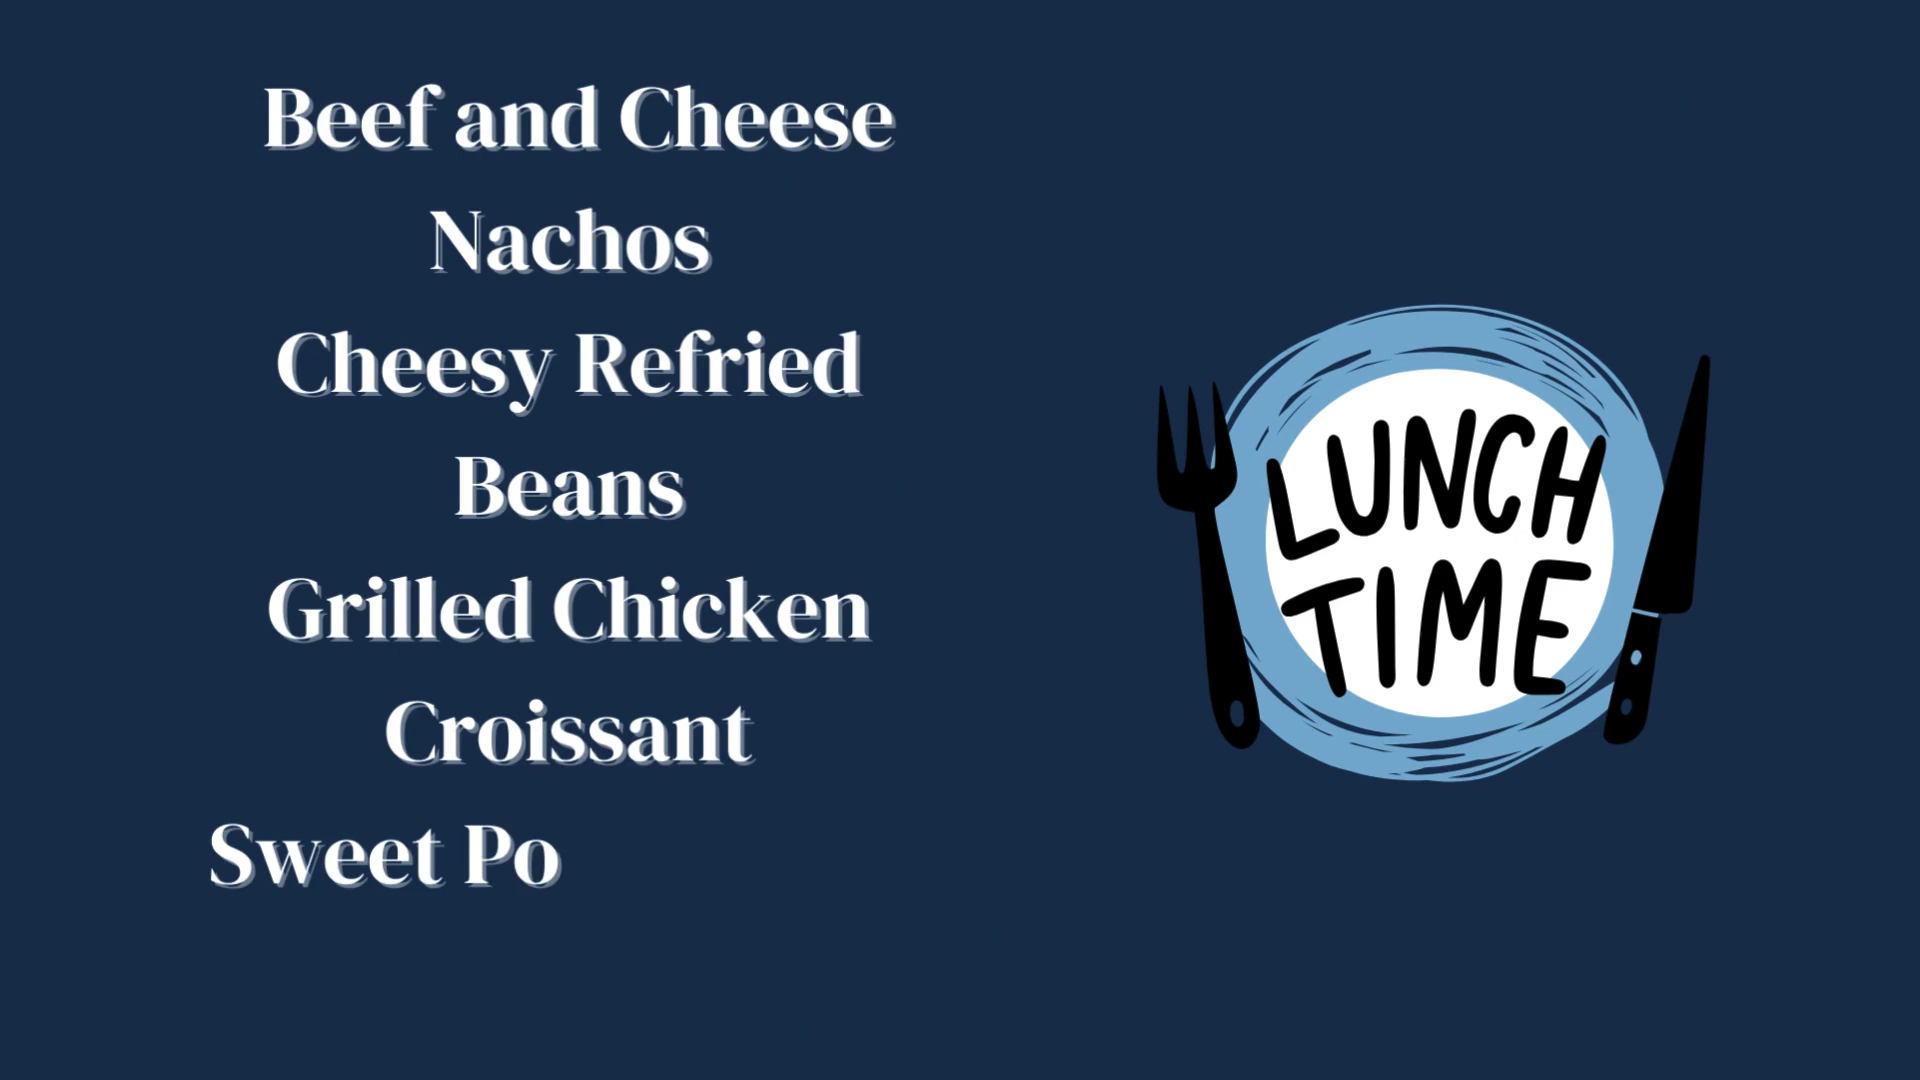 Beef and Cheese
Nachos
Cheesy Refried
Beans
Grilled Chicken
Croissant
Sweet Po
LUNCH
TIME